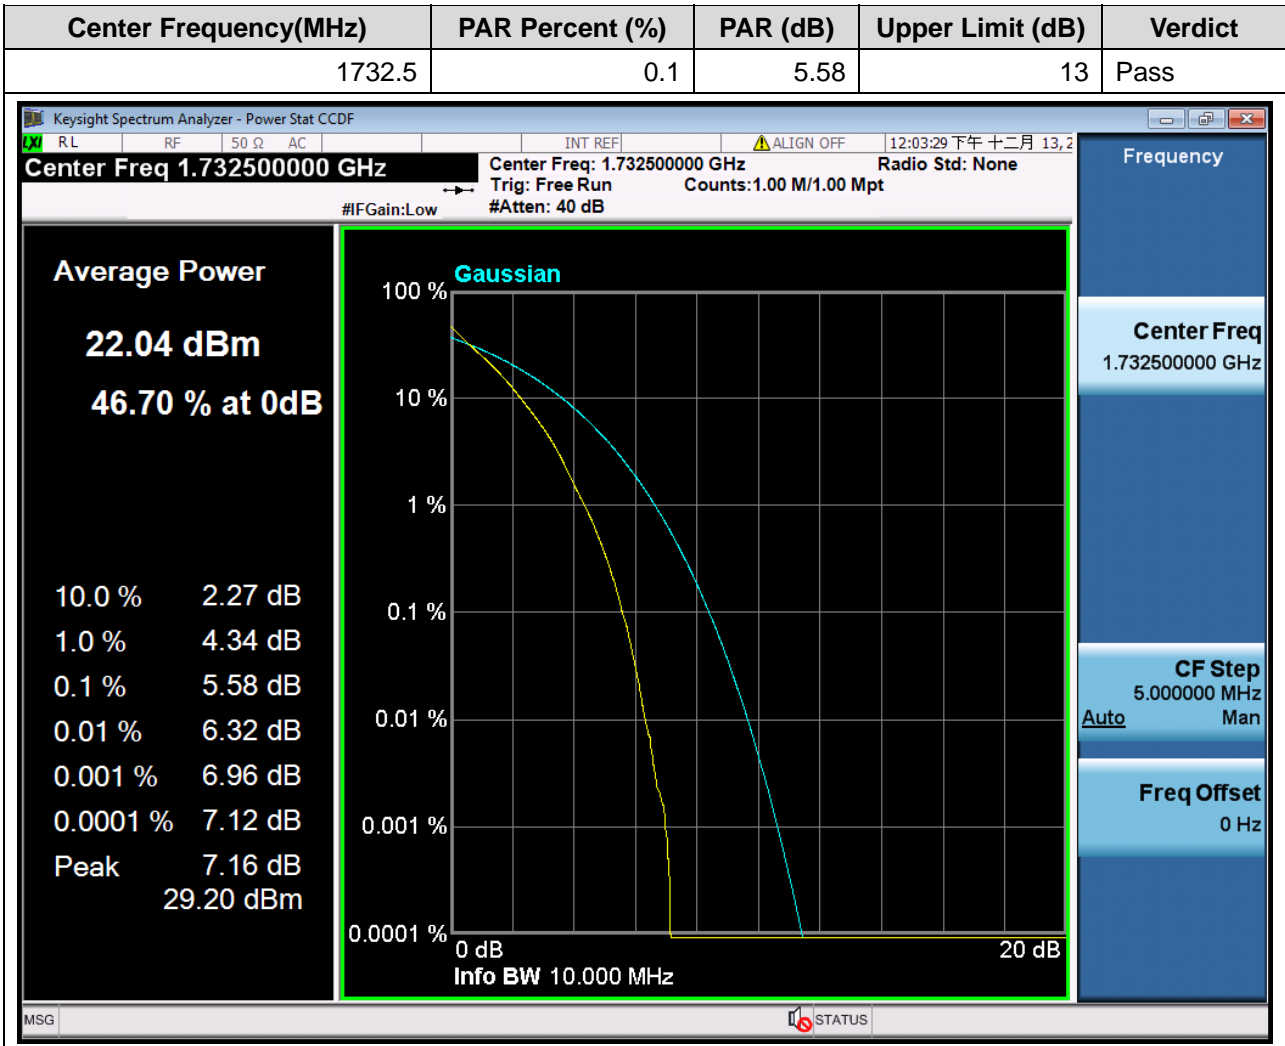 Center Frequency(MHz) PAR Percent (%) PAR (dB) Upper Limit (dB) Verdict
1732.5 0.1 5.58 13 Pass
Keysight Spectrum Analyzer - Power Stat CCDF
LXI RL RF 50 Ω AC INT REF ALIGN OFF 12:03:29 下午 十二月 13, 2
Center Freq 1.732500000 GHz
Center Freq: 1.732500000 GHz Radio Std: None
Trig: Free Run Counts:1.00 M/1.00 Mpt
#IFGain:Low #Atten: 40 dB
Frequency
Average Power
22.04 dBm
46.70 % at 0dB
10.0 % 2.27 dB
1.0 % 4.34 dB
0.1 % 5.58 dB
0.01 % 6.32 dB
0.001 % 6.96 dB
0.0001 % 7.12 dB
Peak 7.16 dB
29.20 dBm
Gaussian
100 %
10 %
1 %
0.1 %
0.01 %
0.001 %
0.0001 %
0 dB 20 dB
Info BW 10.000 MHz
Center Freq
1.732500000 GHz
CF Step
5.000000 MHz
Auto Man
Freq Offset
0 Hz
MSG STATUS